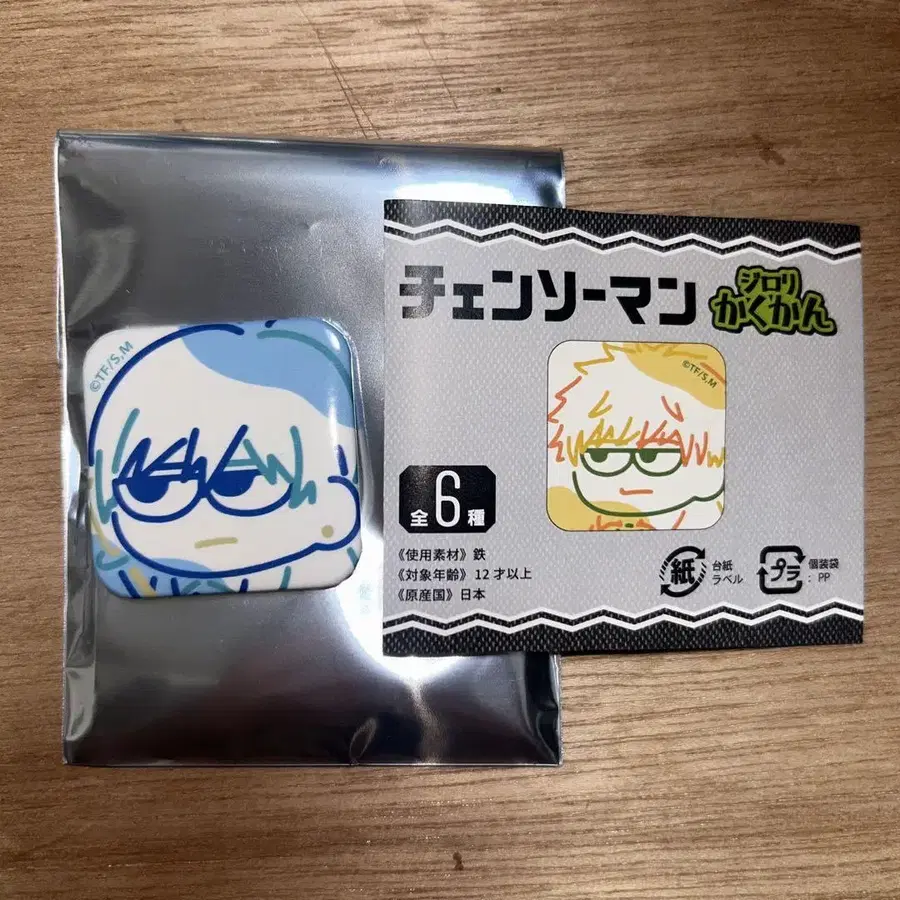 ©TF/S,M
チェンソーマン
ジロリ
かくかん
©TF/S,M
全6種
《使用素材》鉄
《対象年齢》12才以上
《原産国》日本
紙
台紙
ラベル
プラ
個装袋
: PP